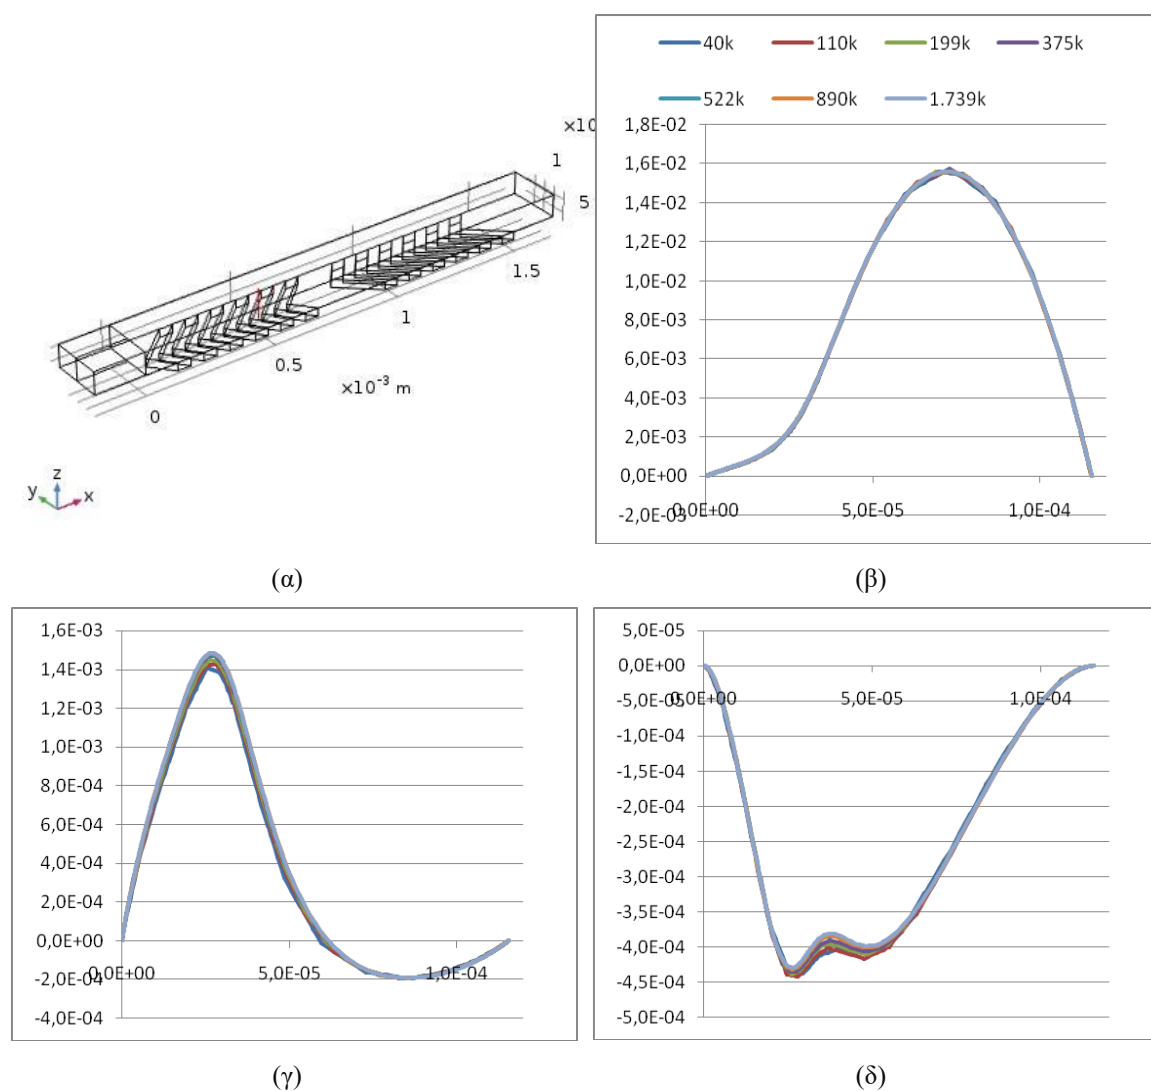 ×10
1
5
1.5
1
0.5
×10⁻³ m
0
z
y
x
(α)
40k 110k 199k 375k
522k 890k 1.739k
1,8E-02
1,6E-02
1,4E-02
1,2E-02
1,0E-02
8,0E-03
6,0E-03
4,0E-03
2,0E-03
0,0E+00
-2,0E-03
0,0E+00 5,0E-05 1,0E-04
(β)
1,6E-03
1,4E-03
1,2E-03
1,0E-03
8,0E-04
6,0E-04
4,0E-04
2,0E-04
0,0E+00
0,0E+00 5,0E-05 1,0E-04
-2,0E-04
-4,0E-04
(γ)
5,0E-05
0,0E+00
0,0E+00 5,0E-05 1,0E-04
-5,0E-05
-1,0E-04
-1,5E-04
-2,0E-04
-2,5E-04
-3,0E-04
-3,5E-04
-4,0E-04
-4,5E-04
-5,0E-04
(δ)